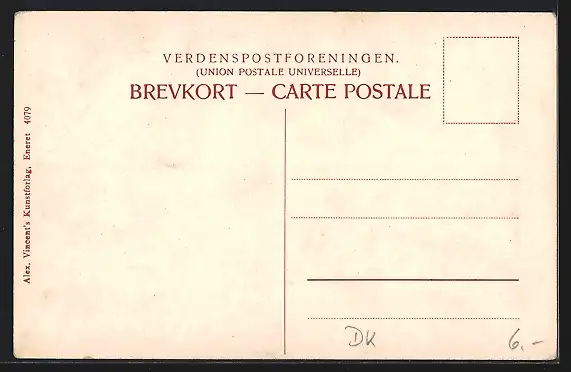 VERDENSPOSTFORENINGEN.
(UNION POSTALE UNIVERSELLE)
BREVKORT — CARTE POSTALE
Alex. Vincent's Kunstforlag, Eneret 4079
DK
6.-